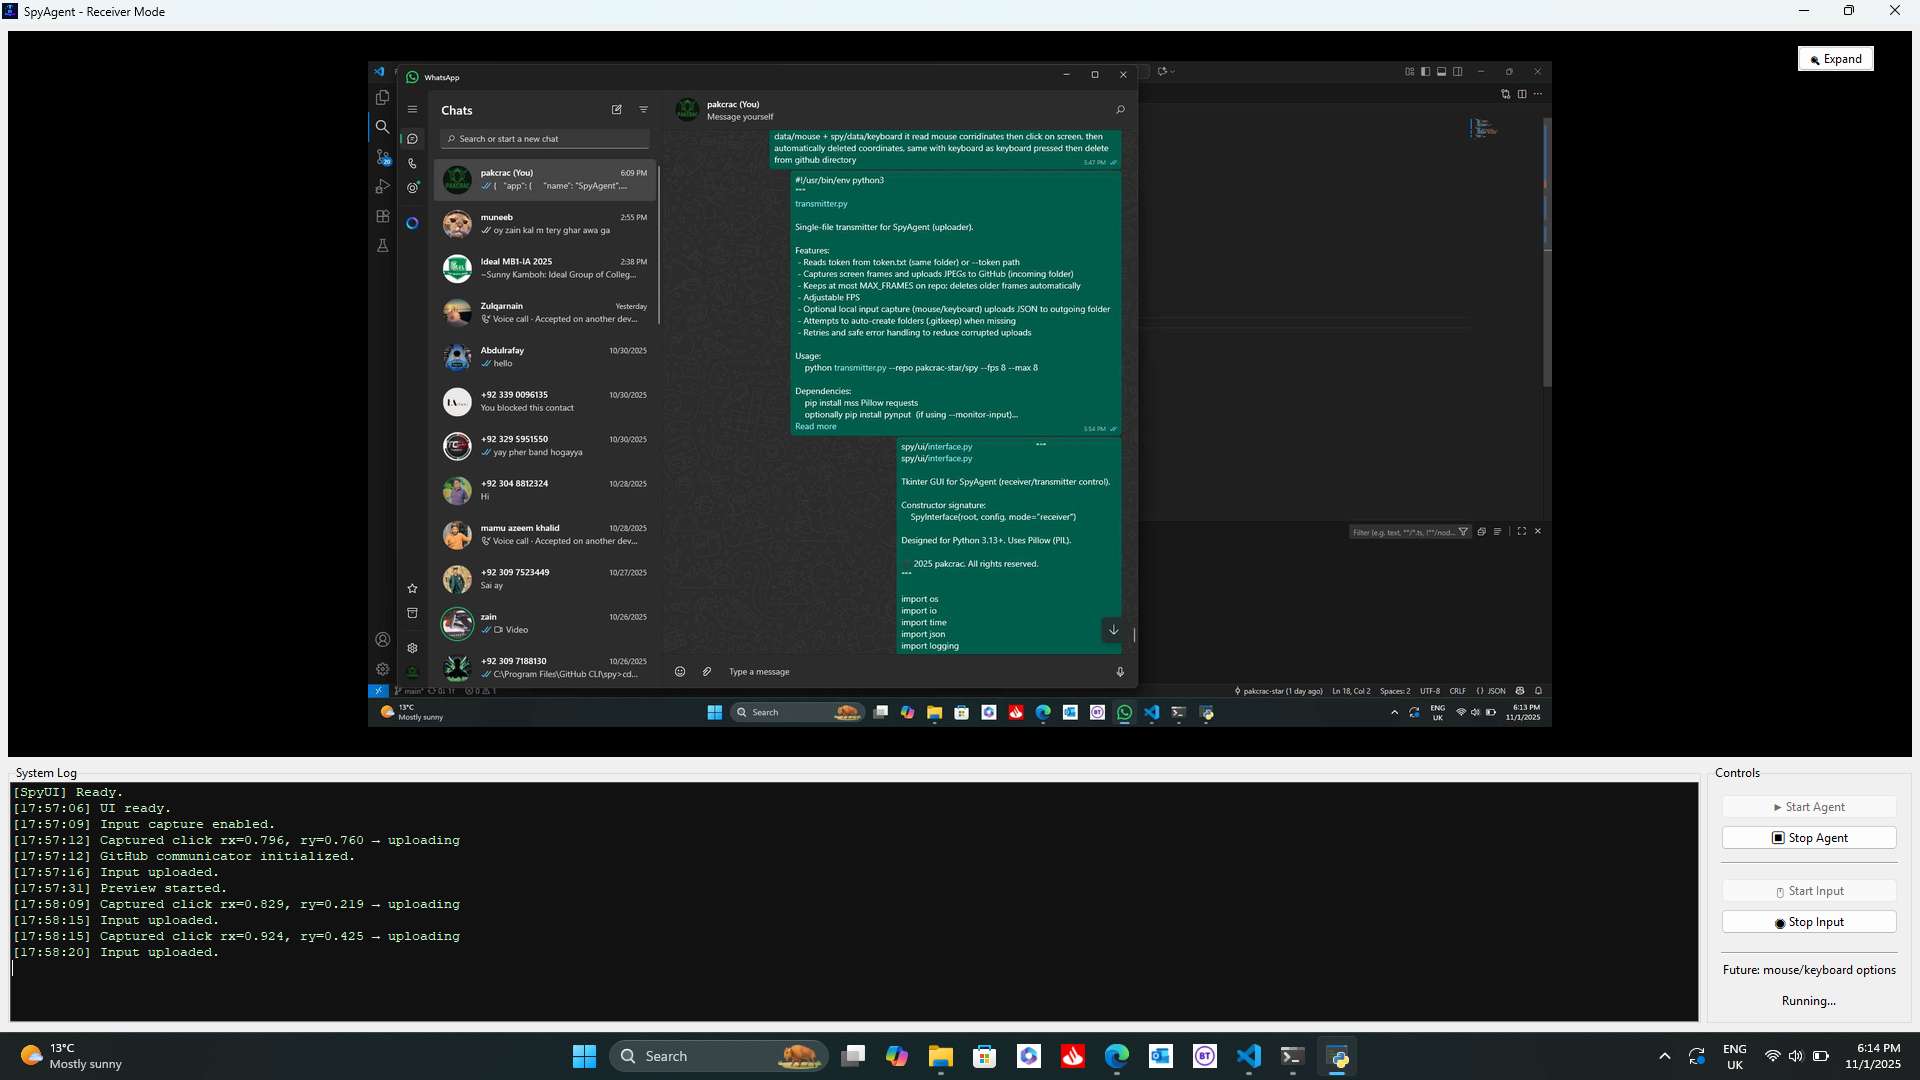 SpyAgent - Receiver Mode
Expand
WhatsApp
Chats
Search or start a new chat
pakcrac (You)
6:09 PM
{ "app": { "name": "SpyAgent",...
muneeb
2:55 PM
oy zain kal m tery ghar awa ga
Ideal MB1-IA 2025
2:38 PM
~Sunny Kamboh: Ideal Group of Colleg...
Zulqarnain
Yesterday
Voice call - Accepted on another dev...
Abdulrafay
10/30/2025
hello
+92 339 0096135
10/30/2025
You blocked this contact
+92 329 5951550
10/30/2025
yay pher band hogayya
+92 304 8812324
10/28/2025
Hi
mamu azeem khalid
10/28/2025
Voice call - Accepted on another dev...
+92 309 7523449
10/27/2025
Sai ay
zain
10/26/2025
Video
+92 309 7188130
10/26/2025
C:\Program Files\GitHub CLI\spy>cd...
pakcrac (You)
Message yourself
data/mouse + spy/data/keyboard it read mouse corridinates then click on screen, then
automatically deleted coordinates, same with keyboard as keyboard pressed then delete
from github directory
5:47 PM
#!/usr/bin/env python3
"""
transmitter.py
Single-file transmitter for SpyAgent (uploader).
Features:
- Reads token from token.txt (same folder) or --token path
- Captures screen frames and uploads JPEGs to GitHub (incoming folder)
- Keeps at most MAX_FRAMES on repo; deletes older frames automatically
- Adjustable FPS
- Optional local input capture (mouse/keyboard) uploads JSON to outgoing folder
- Attempts to auto-create folders (.gitkeep) when missing
- Retries and safe error handling to reduce corrupted uploads
Usage:
python transmitter.py --repo pakcrac-star/spy --fps 8 --max 8
Dependencies:
pip install mss Pillow requests
optionally pip install pynput (if using --monitor-input)...
Read more
5:54 PM
spy/ui/interface.py """
spy/ui/interface.py
Tkinter GUI for SpyAgent (receiver/transmitter control).
Constructor signature:
SpyInterface(root, config, mode="receiver")
Designed for Python 3.13+. Uses Pillow (PIL).
2025 pakcrac. All rights reserved.
"""
import os
import io
import time
import json
import logging
Type a message
Filter (e.g. text, **/*.ts, !**/nod...
main*
pakcrac-star (1 day ago)
Ln 18, Col 2
Spaces: 2
UTF-8
CRLF
{} JSON
13°C
Mostly sunny
Search
ENG
UK
6:13 PM
11/1/2025
System Log
[SpyUI] Ready.
[17:57:06] UI ready.
[17:57:09] Input capture enabled.
[17:57:12] Captured click rx=0.796, ry=0.760 → uploading
[17:57:12] GitHub communicator initialized.
[17:57:16] Input uploaded.
[17:57:31] Preview started.
[17:58:09] Captured click rx=0.829, ry=0.219 → uploading
[17:58:15] Input uploaded.
[17:58:15] Captured click rx=0.924, ry=0.425 → uploading
[17:58:20] Input uploaded.
Controls
Start Agent
Stop Agent
Start Input
Stop Input
Future: mouse/keyboard options
Running...
13°C
Mostly sunny
Search
ENG
UK
6:14 PM
11/1/2025